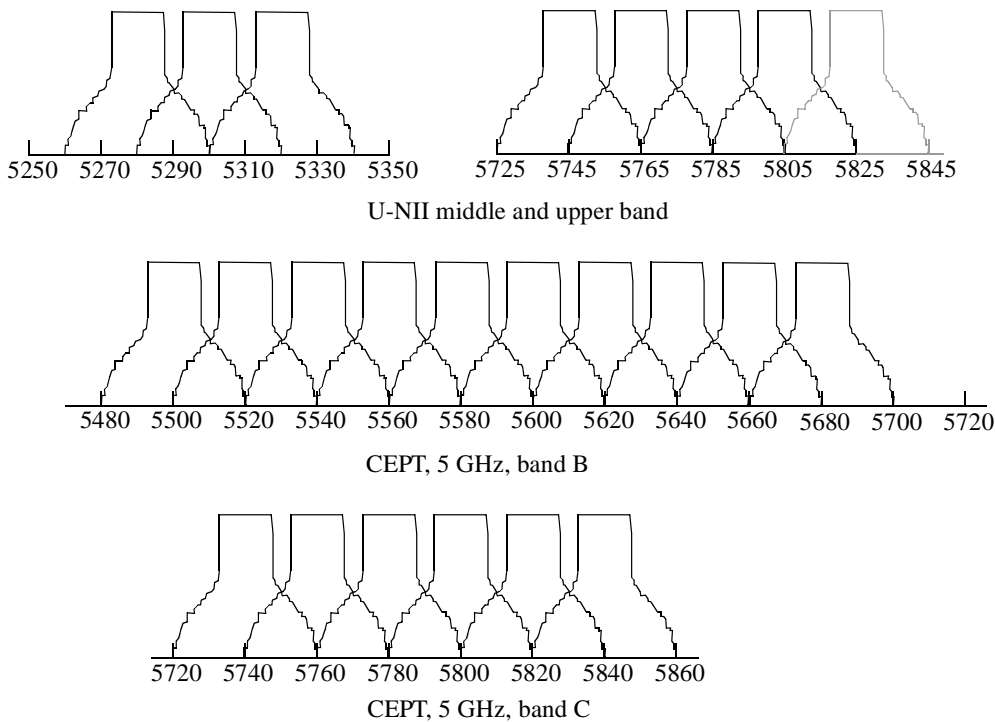 5250 5270 5290 5310 5330 5350 5725 5745 5765 5785 5805 5825 5845
U-NII middle and upper band
5480 5500 5520 5540 5560 5580 5600 5620 5640 5660 5680 5700 5720
CEPT, 5 GHz, band B
5720 5740 5760 5780 5800 5820 5840 5860
CEPT, 5 GHz, band C